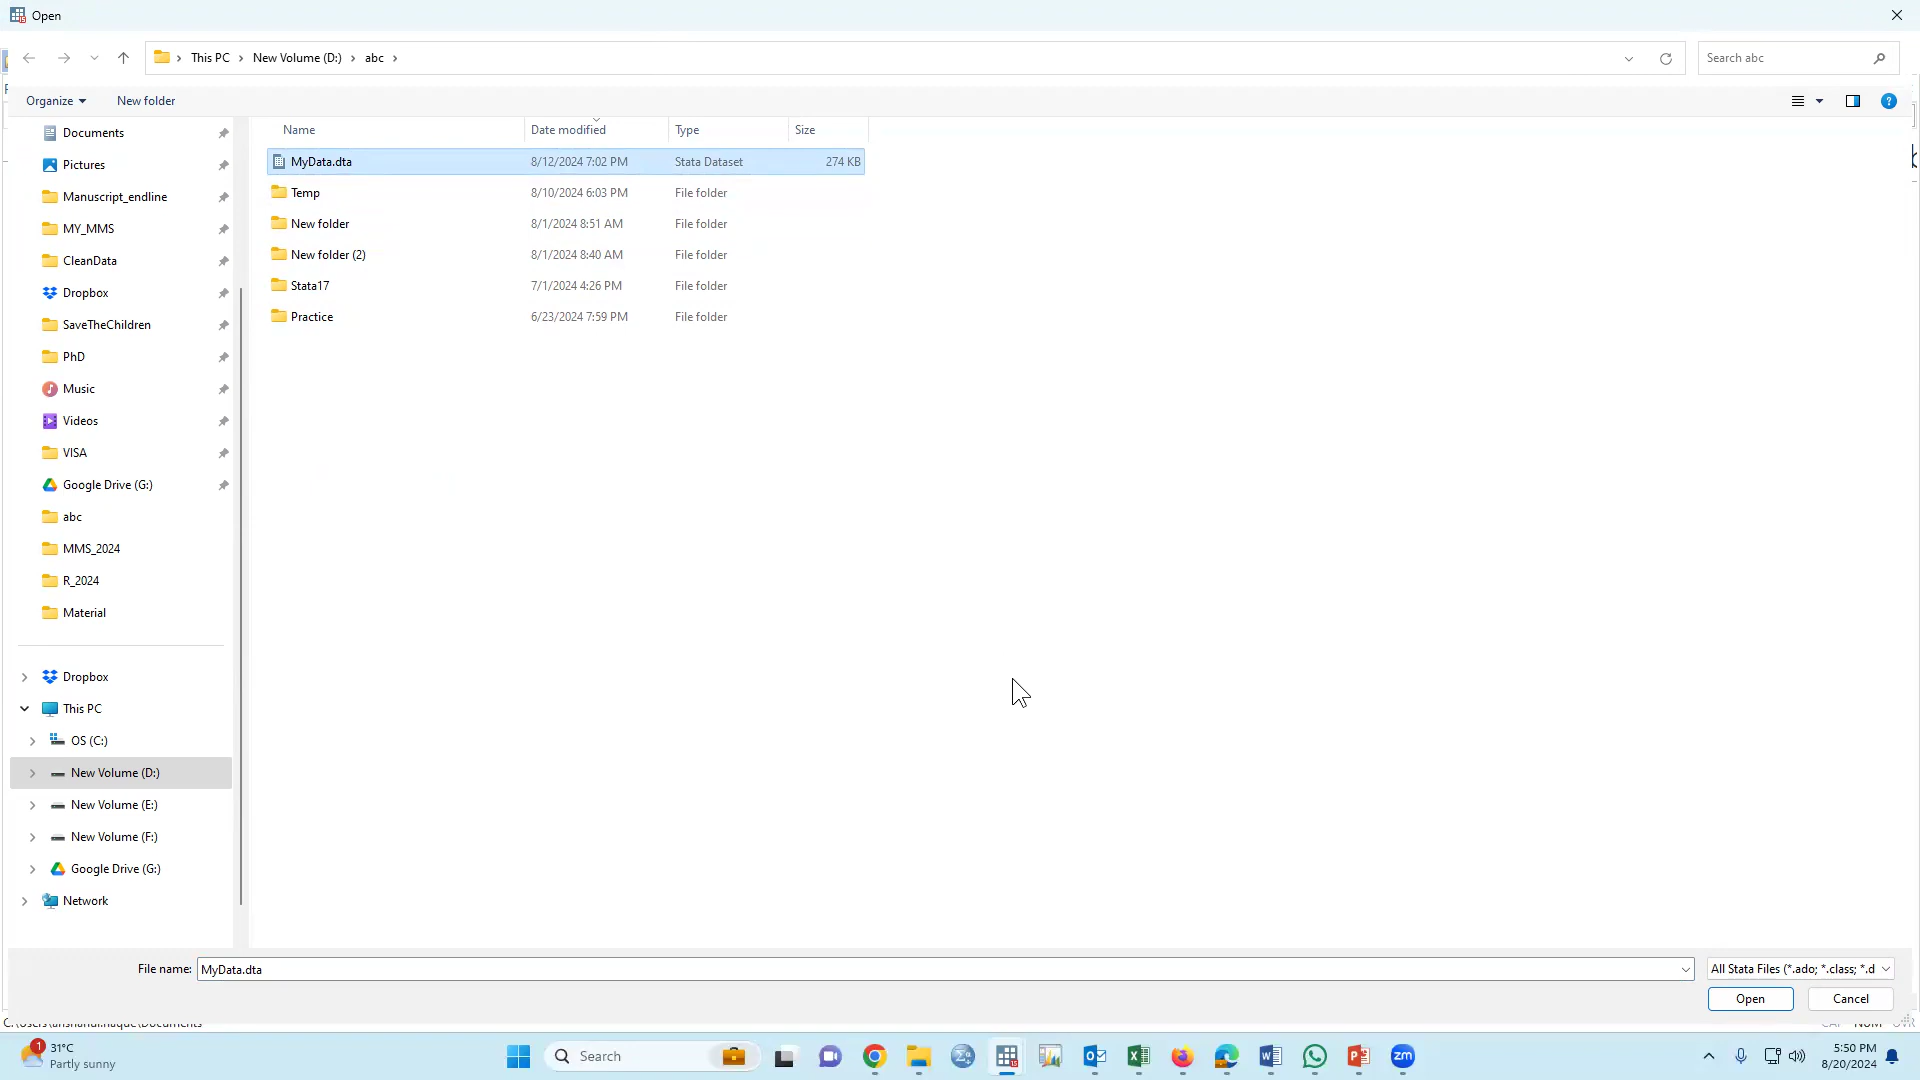 Open
This PC
New Volume (D:)
abc
Search abc
Organize
New folder
Name
Date modified
Type
Size
Documents
Pictures
Manuscript_endline
MY_MMS
CleanData
Dropbox
SaveTheChildren
PhD
Music
Videos
VISA
Google Drive (G:)
abc
MMS_2024
R_2024
Material
Dropbox
This PC
OS (C:)
New Volume (D:)
New Volume (E:)
New Volume (F:)
Google Drive (G:)
Network
MyData.dta 8/12/2024 7:02 PM Stata Dataset 274 KB
Temp 8/10/2024 6:03 PM File folder
New folder 8/1/2024 8:51 AM File folder
New folder (2) 8/1/2024 8:40 AM File folder
Stata17 7/1/2024 4:26 PM File folder
Practice 6/23/2024 7:59 PM File folder
File name: MyData.dta
All Stata Files (*.ado; *.class; *.d
Open
Cancel
1
31°C
Partly sunny
Search
zm
5:50 PM
8/20/2024